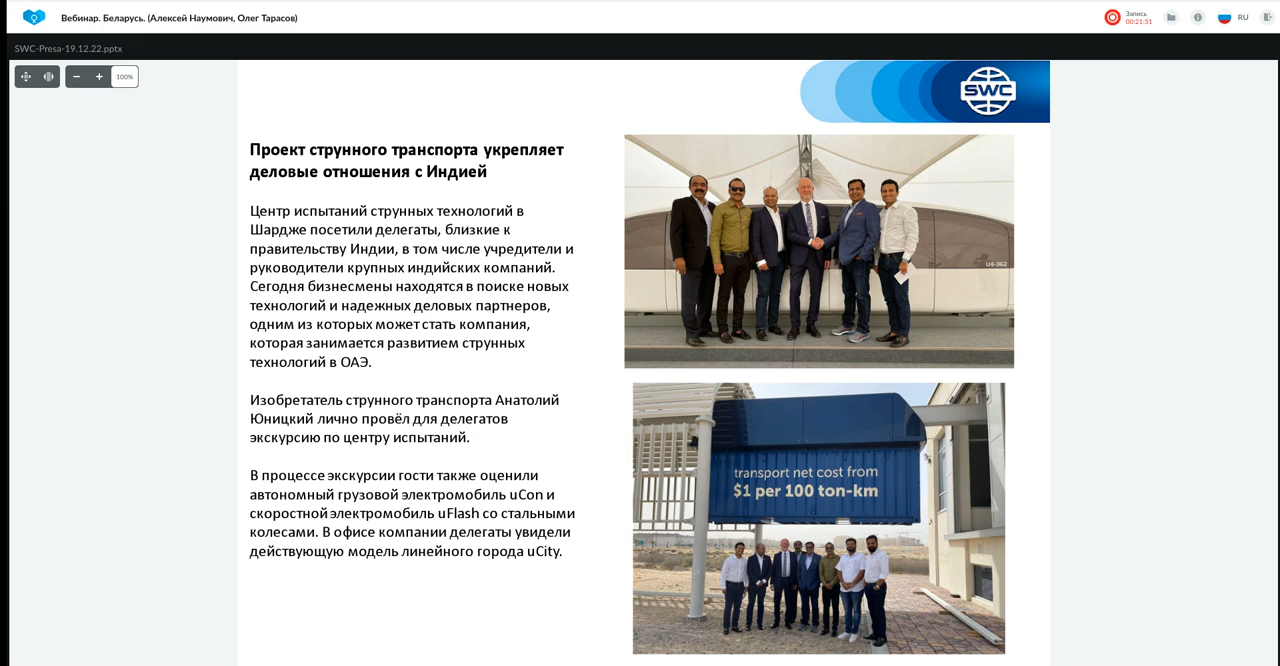 Вебинар. Беларусь. (Алексей Наумович, Олег Тарасов)
Запись
00:21:51
RU
SWC-Presa-19.12.22.pptx
100%
SWC
Проект струнного транспорта укрепляет
деловые отношения с Индией
Центр испытаний струнных технологий в
Шардже посетили делегаты, близкие к
правительству Индии, в том числе учредители и
руководители крупных индийских компаний.
Сегодня бизнесмены находятся в поиске новых
технологий и надежных деловых партнеров,
одним из которых может стать компания,
которая занимается развитием струнных
технологий в ОАЭ.
Изобретатель струнного транспорта Анатолий
Юницкий лично провёл для делегатов
экскурсию по центру испытаний.
В процессе экскурсии гости также оценили
автономный грузовой электромобиль uCon и
скоростной электромобиль uFlash со стальными
колесами. В офисе компании делегаты увидели
действующую модель линейного города uCity.
U4-362
transport net cost from
$1 per 100 ton-km